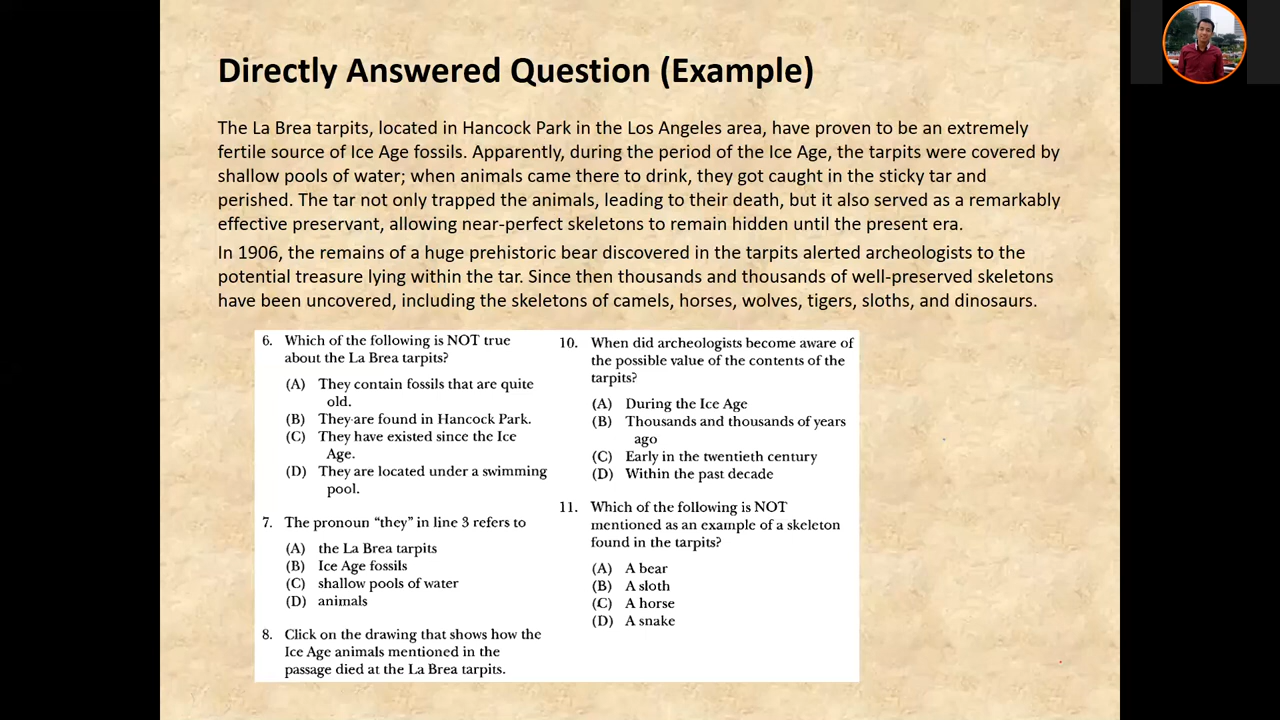 Directly Answered Question (Example)
The La Brea tarpits, located in Hancock Park in the Los Angeles area, have proven to be an extremely
fertile source of Ice Age fossils. Apparently, during the period of the Ice Age, the tarpits were covered by
shallow pools of water; when animals came there to drink, they got caught in the sticky tar and
perished. The tar not only trapped the animals, leading to their death, but it also served as a remarkably
effective preservant, allowing near-perfect skeletons to remain hidden until the present era.
In 1906, the remains of a huge prehistoric bear discovered in the tarpits alerted archeologists to the
potential treasure lying within the tar. Since then thousands and thousands of well-preserved skeletons
have been uncovered, including the skeletons of camels, horses, wolves, tigers, sloths, and dinosaurs.
6. Which of the following is NOT true
about the La Brea tarpits?
(A) They contain fossils that are quite
old.
(B) They are found in Hancock Park.
(C) They have existed since the Ice
Age.
(D) They are located under a swimming
pool.
7. The pronoun “they” in line 3 refers to
(A) the La Brea tarpits
(B) Ice Age fossils
(C) shallow pools of water
(D) animals
8. Click on the drawing that shows how the
Ice Age animals mentioned in the
passage died at the La Brea tarpits.
10. When did archeologists become aware of
the possible value of the contents of the
tarpits?
(A) During the Ice Age
(B) Thousands and thousands of years
ago
(C) Early in the twentieth century
(D) Within the past decade
11. Which of the following is NOT
mentioned as an example of a skeleton
found in the tarpits?
(A) A bear
(B) A sloth
(C) A horse
(D) A snake